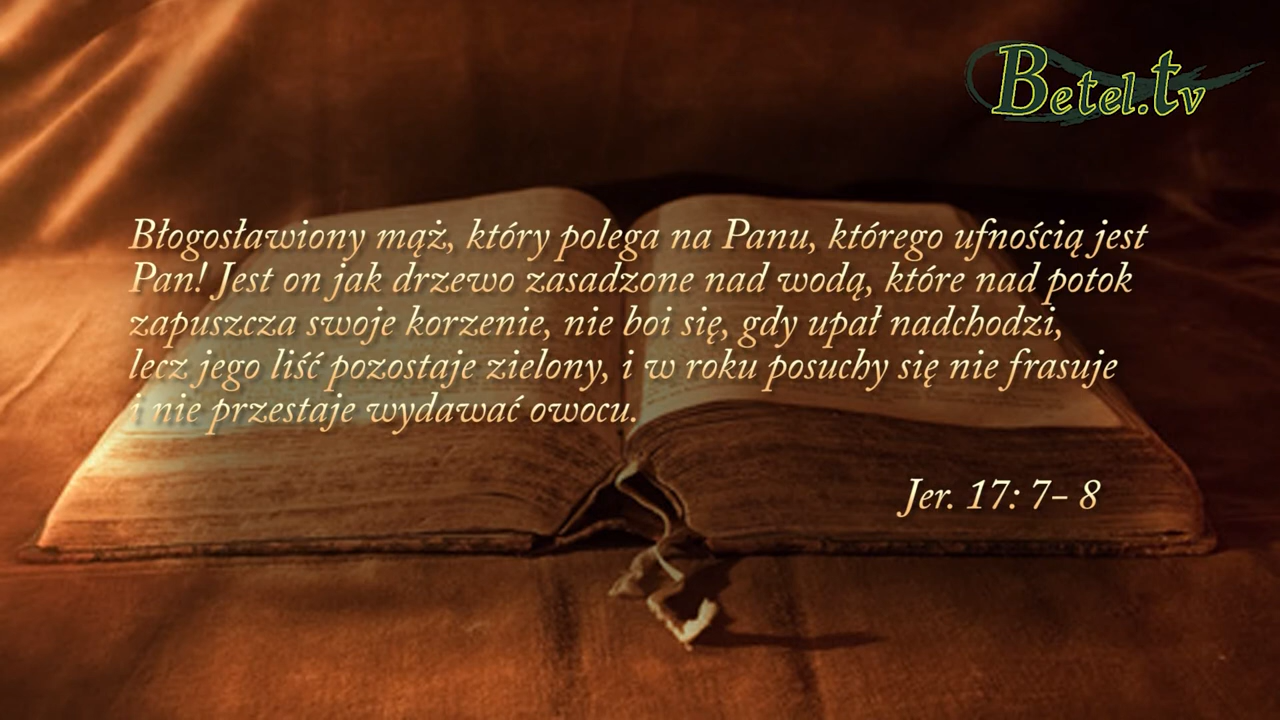 Betel.tv
Błogosławiony mąż, który polega na Panu, którego ufnością jest
Pan! Jest on jak drzewo zasadzone nad wodą, które nad potok
zapuszcza swoje korzenie, nie boi się, gdy upał nadchodzi,
lecz jego liść pozostaje zielony, i w roku posuchy się nie frasuje
i nie przestaje wydawać owocu.
Jer. 17: 7– 8